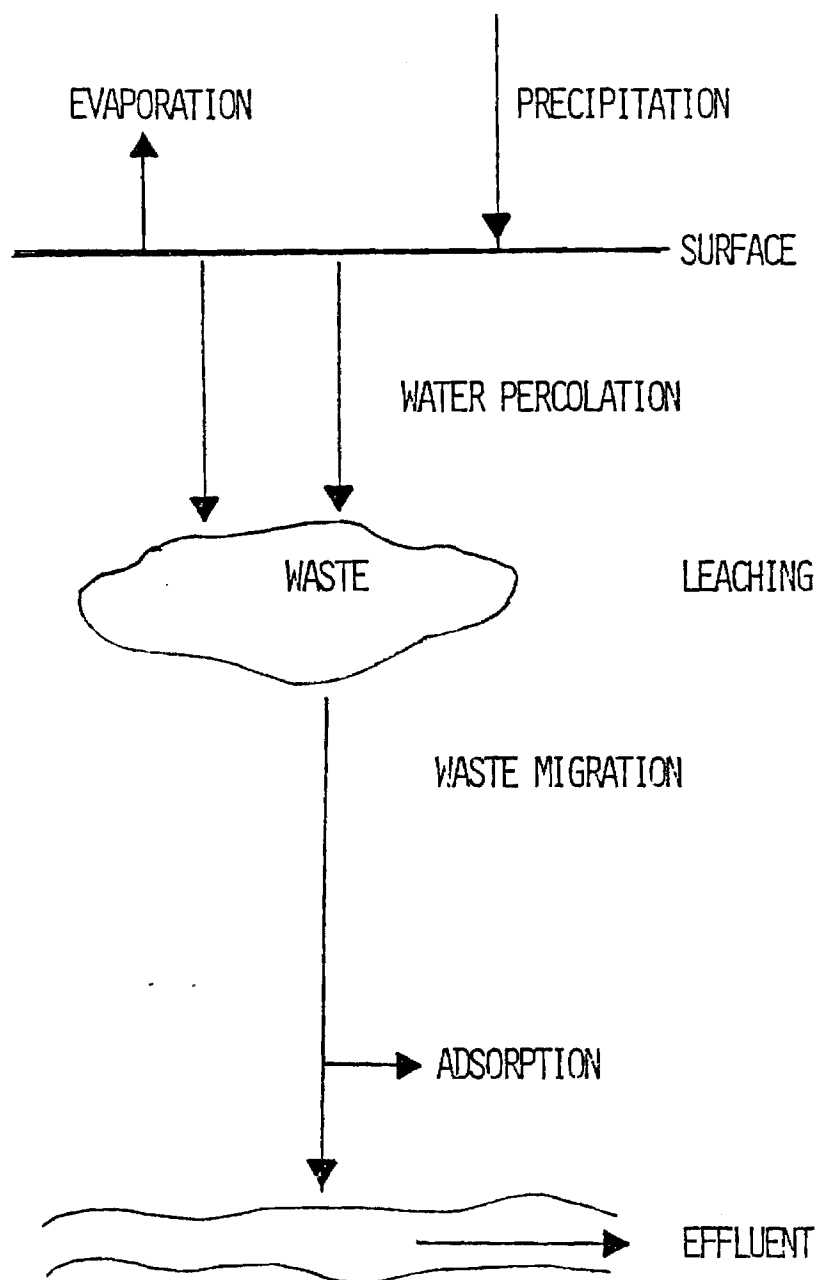 EVAPORATION
PRECIPITATION
SURFACE
WATER PERCOLATION
WASTE
LEACHING
WASTE MIGRATION
ADSORPTION
EFFLUENT